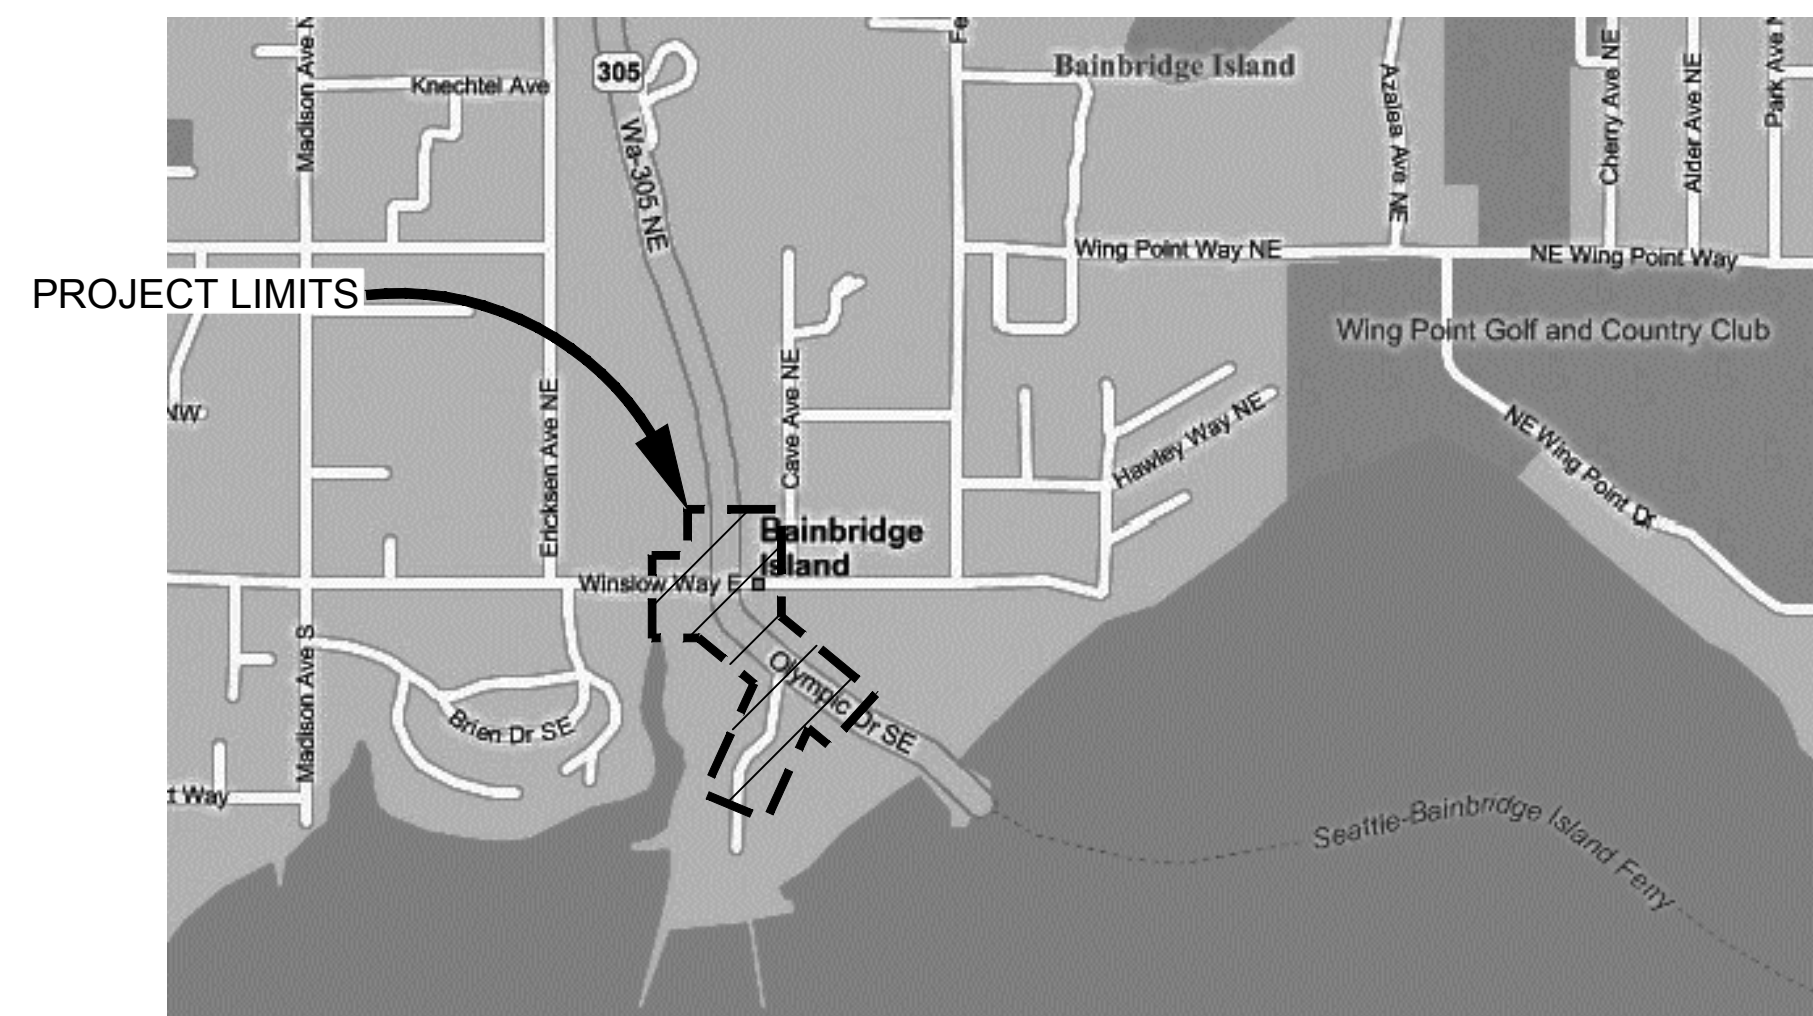 Madison Ave N
Knechtel Ave
305
Wa-305 NE
Fe
Bainbridge Island
Azalea Ave NE
Cherry Ave NE
Alder Ave NE
Park Ave N
Wing Point Way NE
NE Wing Point Way
PROJECT LIMITS
Wing Point Golf and Country Club
NW
Ericksen Ave NE
Cave Ave NE
Hawley Way NE
NE Wing Point Dr
Bainbridge
Island
Winslow Way E
Madison Ave S
Olympic Dr SE
Brien Dr SE
t Way
Seattle-Bainbridge Island Ferry